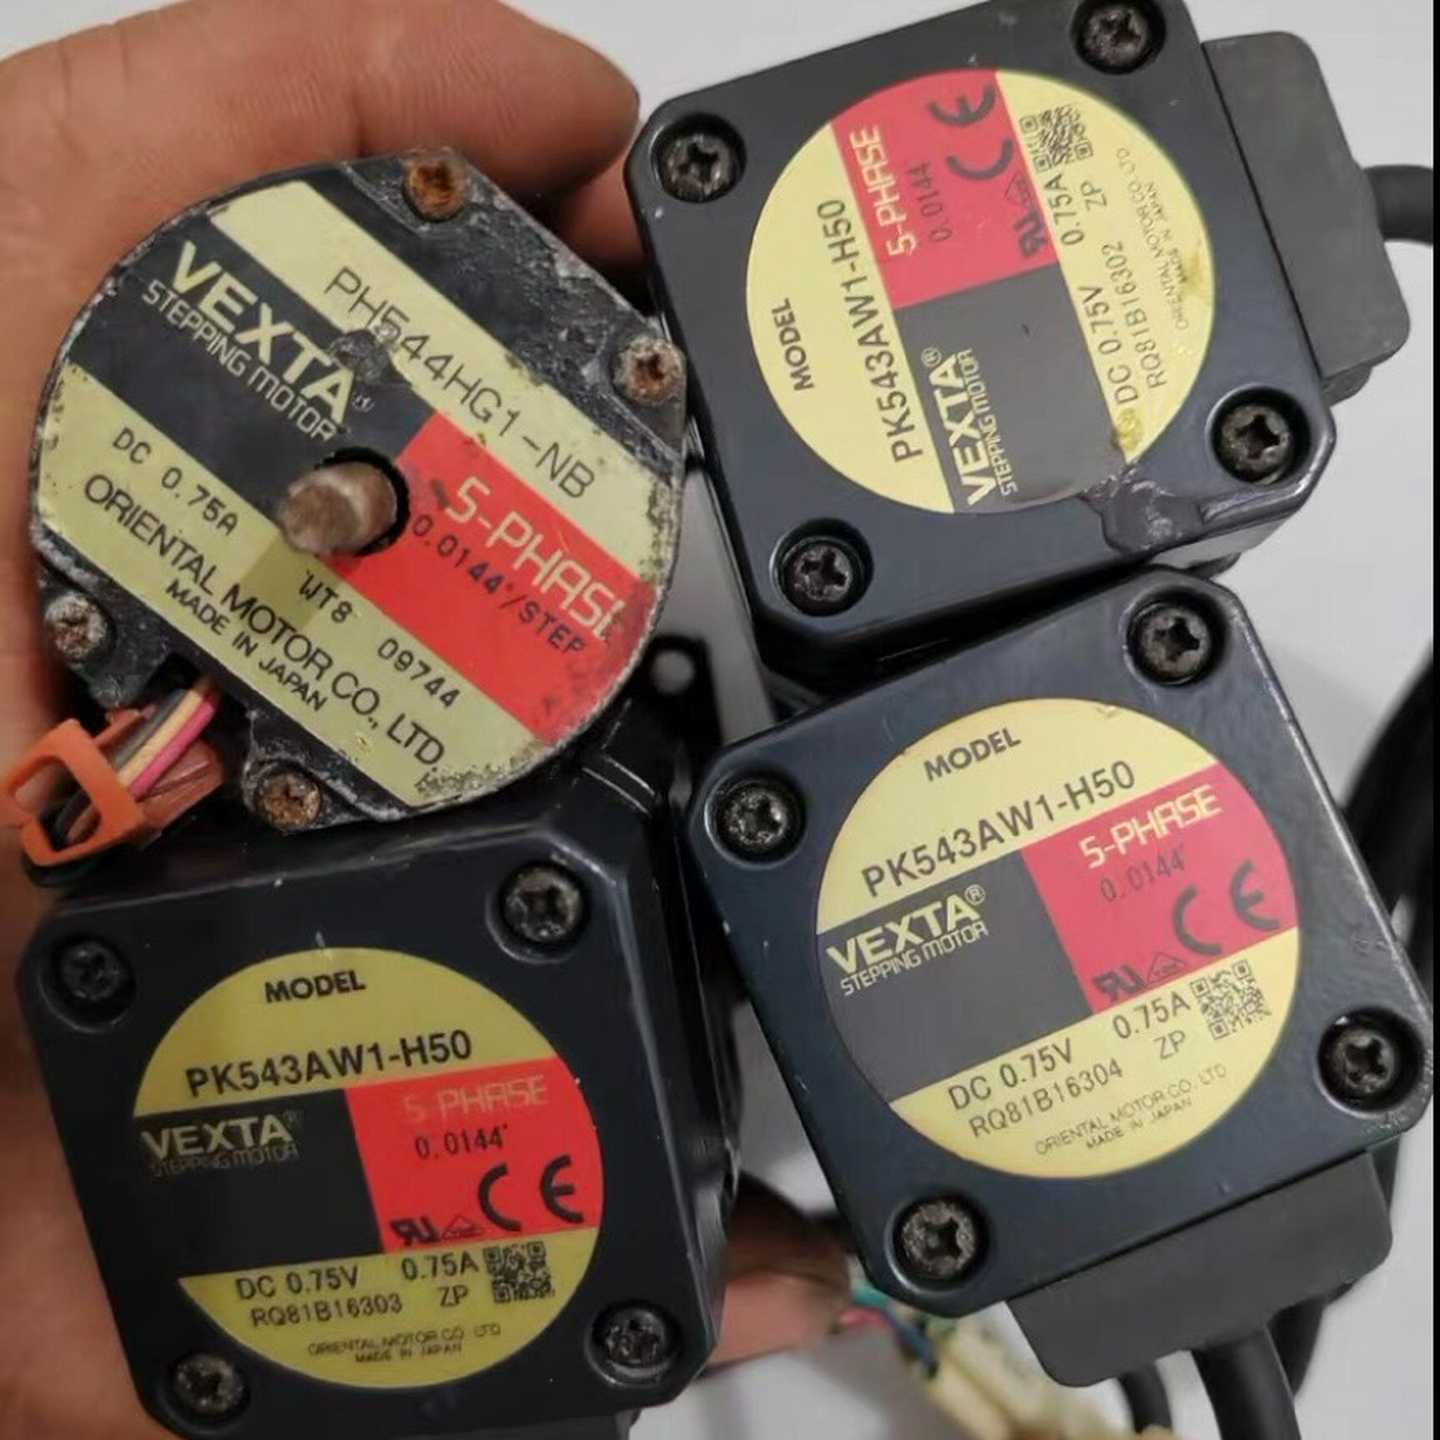 PH544HG1-NB
VEXTA
STEPPING MOTOR
5-PHASE
0.0144°/STEP
DC 0.75A
WT8 09744
ORIENTAL MOTOR CO., LTD.
MADE IN JAPAN
MODEL
PK543AW1-H50
5-PHASE
0.0144
CE
VEXTA®
STEPPING MOTOR
DC 0.75V 0.75A
RQ81B16302 ZP
ORIENTAL MOTOR CO., LTD
MADE IN JAPAN
MODEL
PK543AW1-H50
5-PHASE
0.0144°
VEXTA®
STEPPING MOTOR
CE
DC 0.75V 0.75A
RQ81B16303 ZP
ORIENTAL MOTOR CO. LTD
MADE IN JAPAN
MODEL
PK543AW1-H50
5-PHASE
0.0144°
VEXTA®
STEPPING MOTOR
CE
DC 0.75V 0.75A
RQ81B16304 ZP
ORIENTAL MOTOR CO. LTD
MADE IN JAPAN